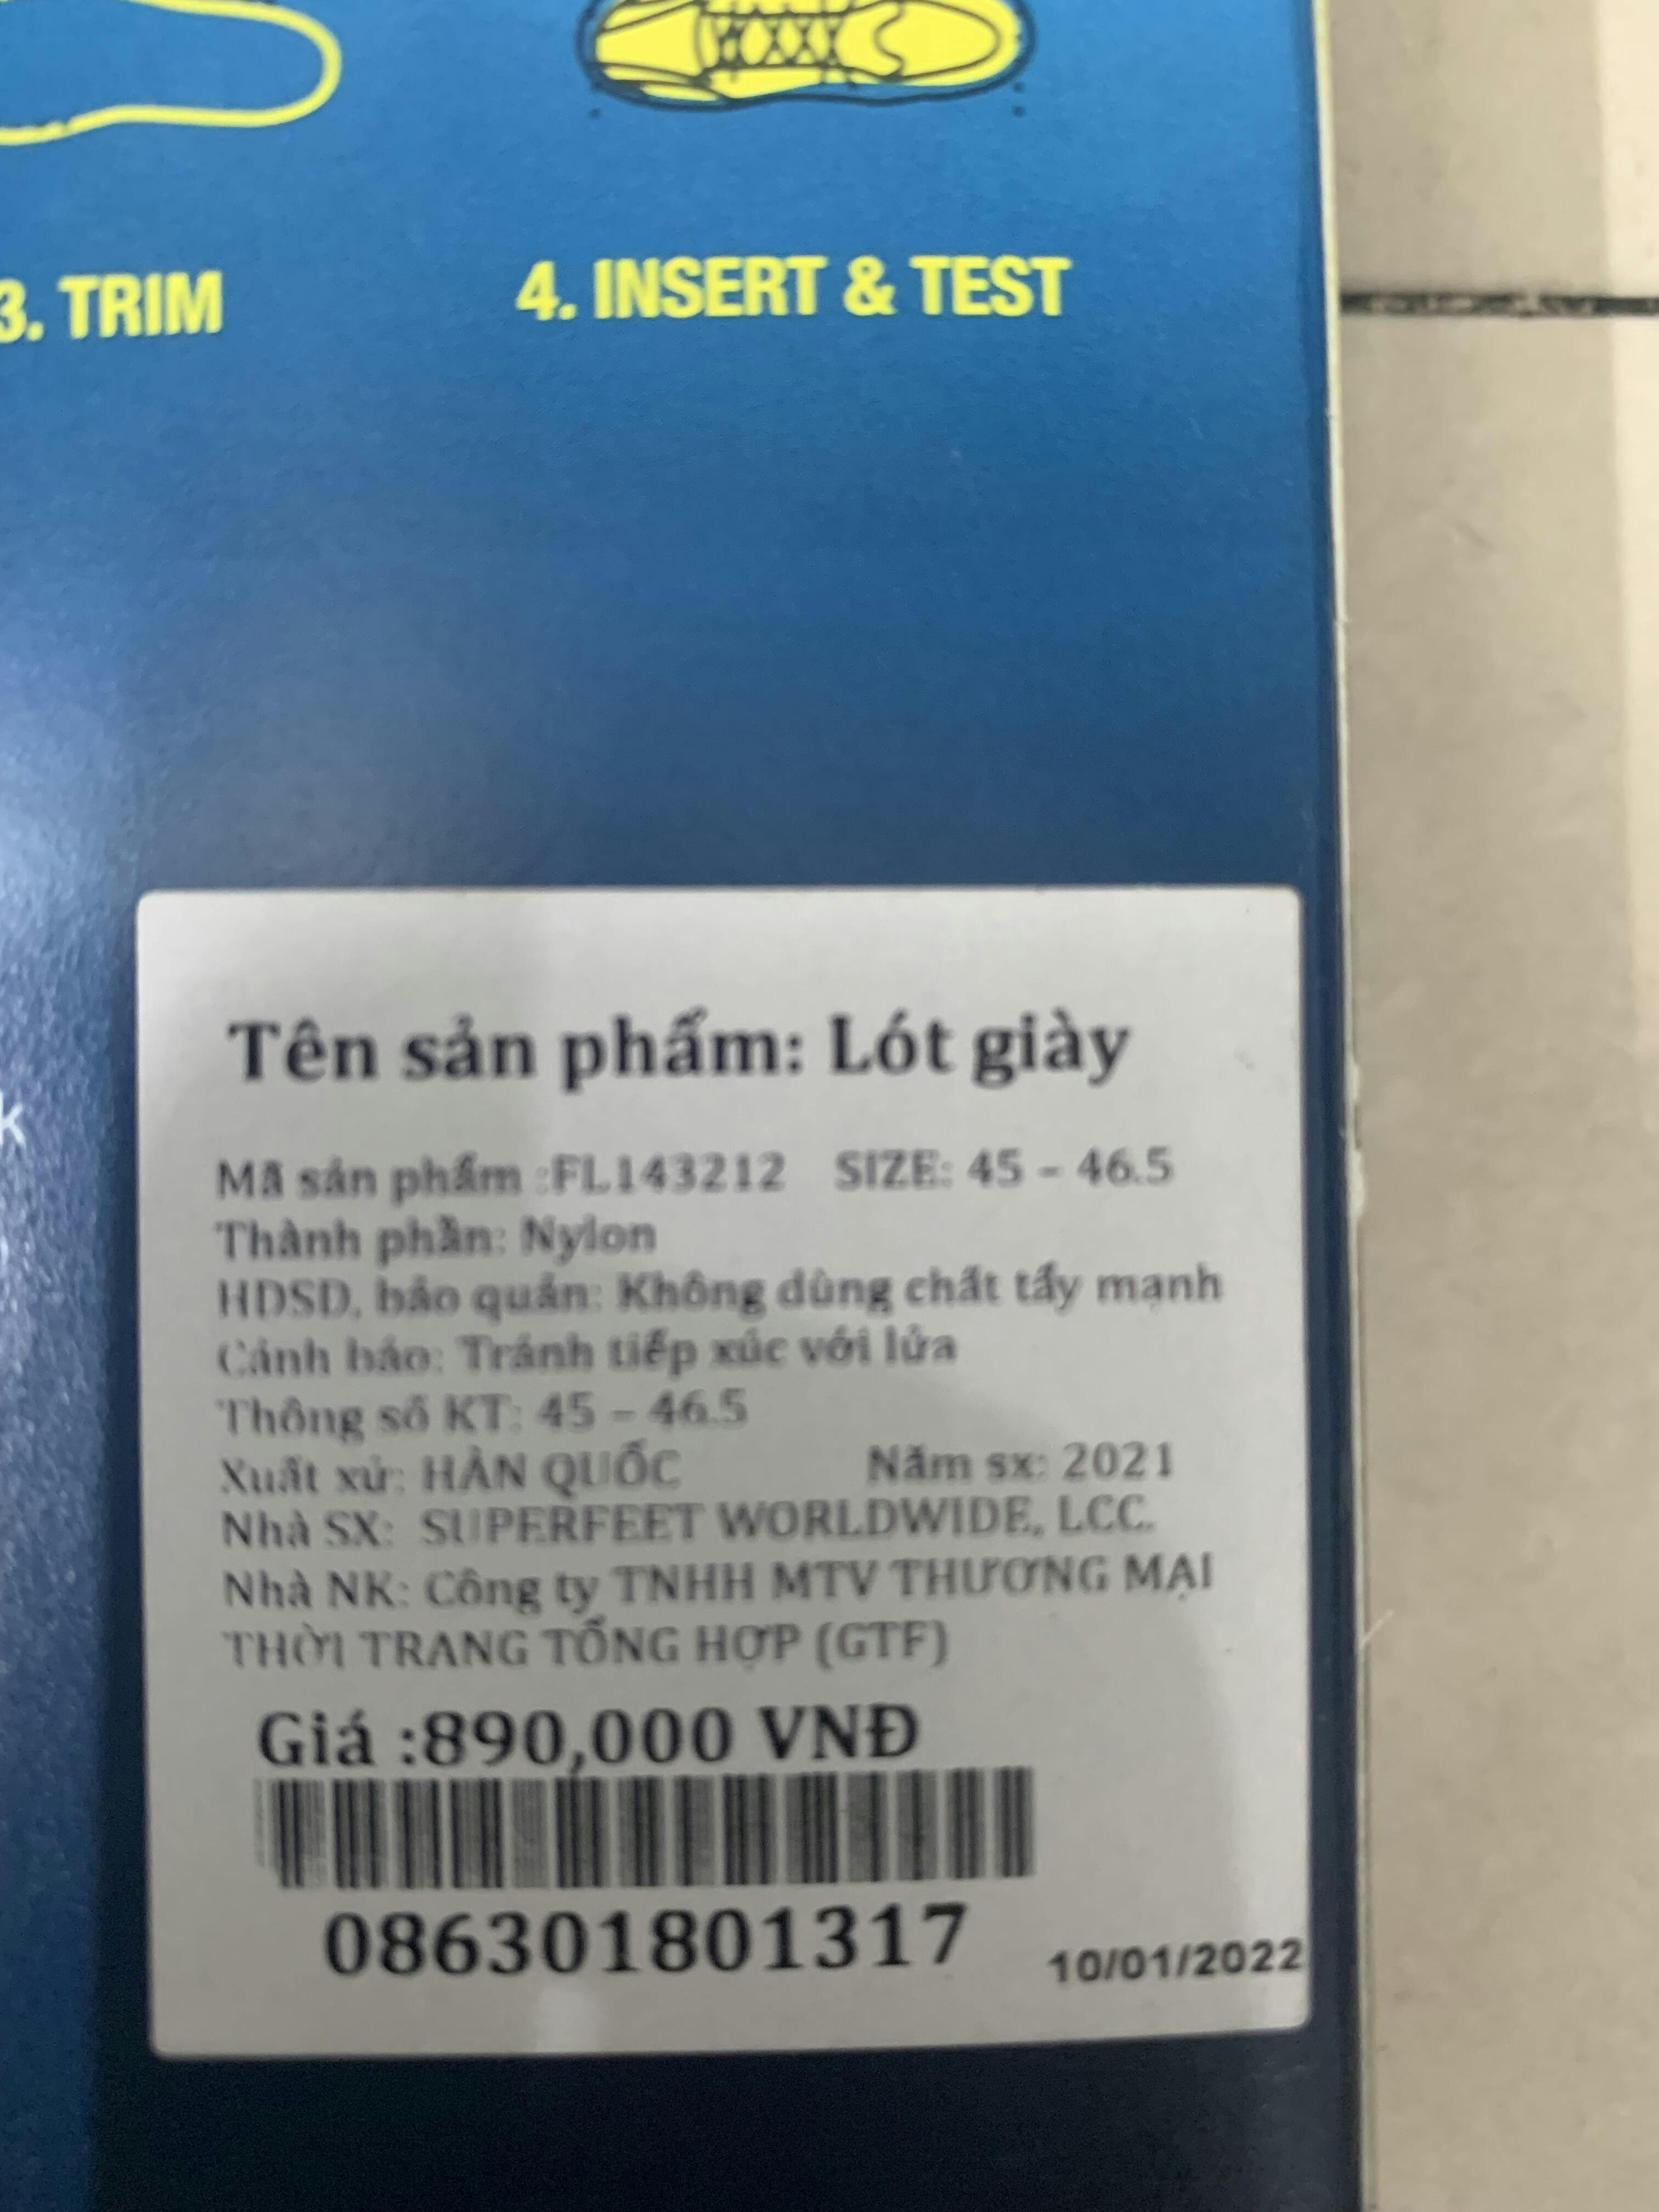 3. TRIM
4. INSERT & TEST
k
Tên sản phẩm: Lót giày
Mã sản phẩm :FL143212 SIZE: 45 – 46.5
Thành phần: Nylon
HDSD, bảo quản: Không dùng chất tẩy mạnh
Cảnh báo: Tránh tiếp xúc với lửa
Thông số KT: 45 – 46.5
Xuất xứ: HÀN QUỐC Năm sx: 2021
Nhà SX: SUPERFEET WORLDWIDE, LCC.
Nhà NK: Công ty TNHH MTV THƯƠNG MẠI
THỜI TRANG TỔNG HỢP (GTF)
Giá :890,000 VNĐ
086301801317
10/01/2022